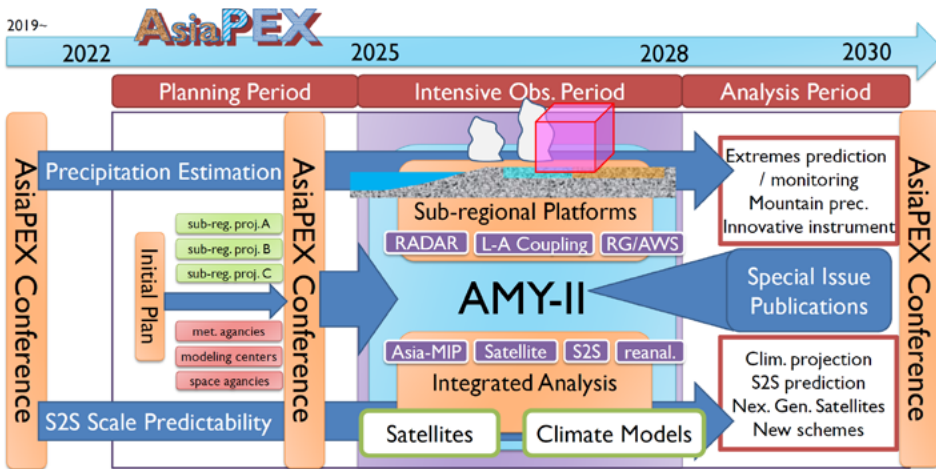 2019~
AsiaPEX
2022
2025
2028
2030
Planning Period
Intensive Obs. Period
Analysis Period
AsiaPEX Conference
Precipitation Estimation
sub-reg. proj. A
sub-reg. proj. B
sub-reg. proj. C
Initial Plan
met. agancies
modeling centers
space agancies
S2S Scale Predictability
AsiaPEX Conference
Sub-regional Platforms
RADAR
L-A Coupling
RG/AWS
AMY-II
Asia-MIP
Satellite
S2S
reanal.
Integrated Analysis
Satellites
Climate Models
Extremes prediction
/ monitoring
Mountain prec.
Innovative instrument
Special Issue
Publications
Clim. projection
S2S prediction
Nex. Gen. Satellites
New schemes
AsiaPEX Conference